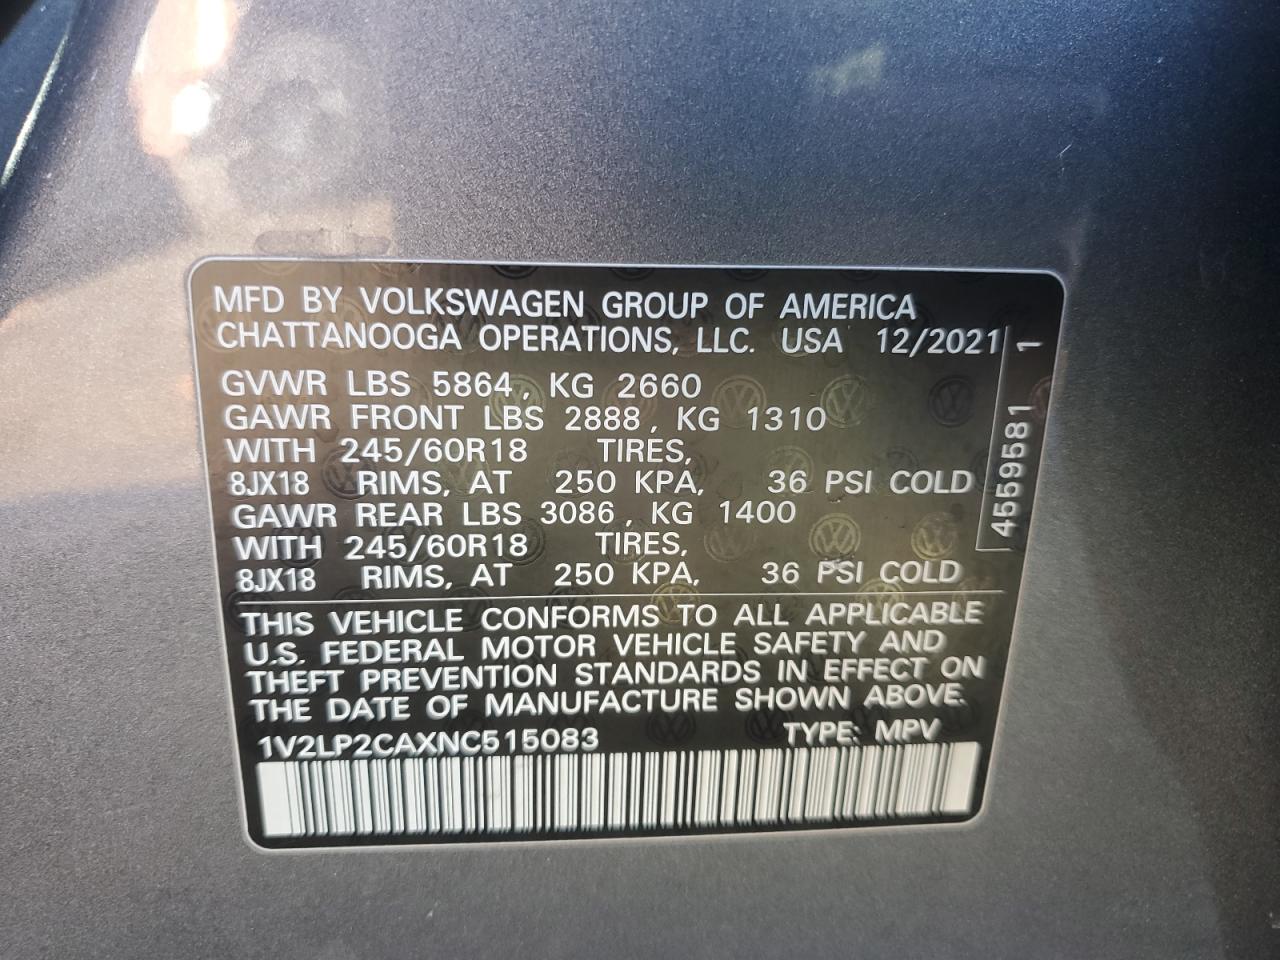 MFD BY VOLKSWAGEN GROUP OF AMERICA
CHATTANOOGA OPERATIONS, LLC. USA 12/2021
GVWR LBS 5864, KG 2660
GAWR FRONT LBS 2888, KG 1310
WITH 245/60R18 TIRES,
8JX18 RIMS, AT 250 KPA, 36 PSI COLD
GAWR REAR LBS 3086, KG 1400
WITH 245/60R18 TIRES,
8JX18 RIMS, AT 250 KPA, 36 PSI COLD
THIS VEHICLE CONFORMS TO ALL APPLICABLE
U.S. FEDERAL MOTOR VEHICLE SAFETY AND
THEFT PREVENTION STANDARDS IN EFFECT ON
THE DATE OF MANUFACTURE SHOWN ABOVE.
1V2LP2CAXNC515083 TYPE: MPV
4559581 1